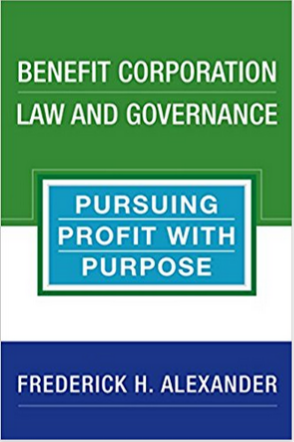 BENEFIT CORPORATION
LAW AND GOVERNANCE
PURSUING
PROFIT WITH
PURPOSE
FREDERICK H. ALEXANDER